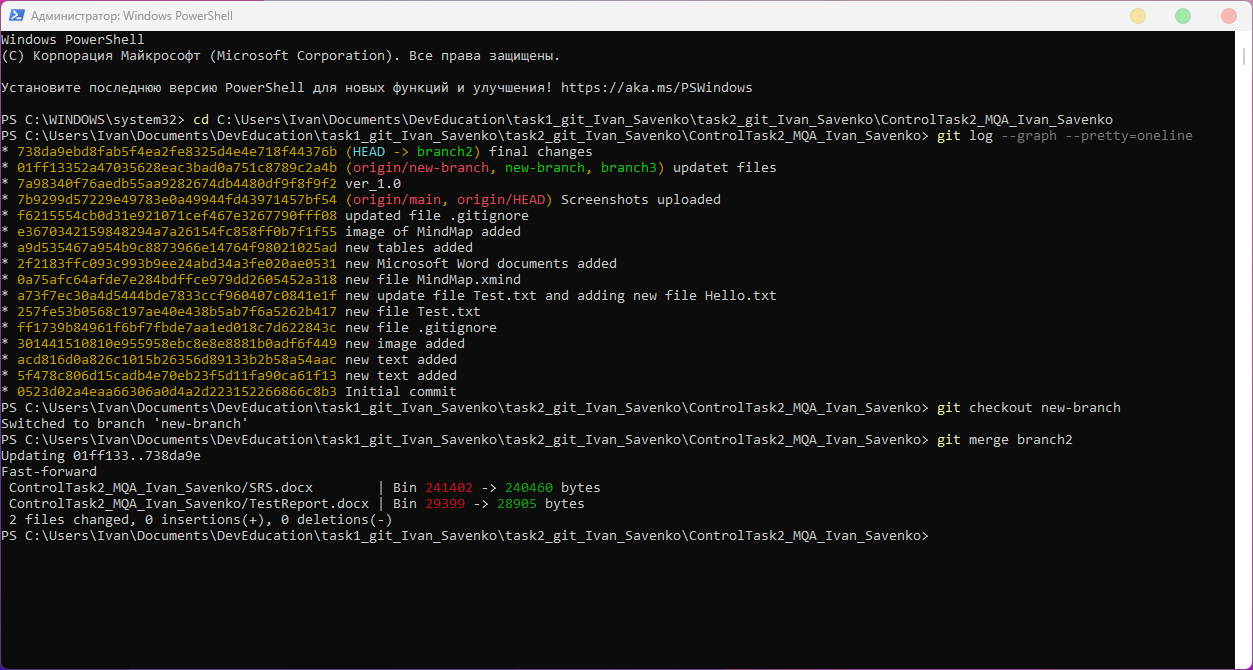 Администратор: Windows PowerShell
Windows PowerShell
(C) Корпорация Майкрософт (Microsoft Corporation). Все права защищены.
Установите последнюю версию PowerShell для новых функций и улучшения! https://aka.ms/PSWindows
PS C:\WINDOWS\system32> cd C:\Users\Ivan\Documents\DevEducation\task1_git_Ivan_Savenko\task2_git_Ivan_Savenko\ControlTask2_MQA_Ivan_Savenko
PS C:\Users\Ivan\Documents\DevEducation\task1_git_Ivan_Savenko\task2_git_Ivan_Savenko\ControlTask2_MQA_Ivan_Savenko> git log --graph --pretty=oneline
* 738da9ebd8fab5f4ea2fe8325d4e4e718f44376b (HEAD -> branch2) final changes
* 01ff13352a47035628eac3bad0a751c8789c2a4b (origin/new-branch, new-branch, branch3) updatet files
* 7a98340f76aedb55aa9282674db4480df9f8f9f2 ver_1.0
* 7b9299d57229e49783e0a49944fd43971457bf54 (origin/main, origin/HEAD) Screenshots uploaded
* f6215554cb0d31e921071cef467e3267790fff08 updated file .gitignore
* e3670342159848294a7a26154fc858ff0b7f1f55 image of MindMap added
* a9d535467a954b9c8873966e14764f98021025ad new tables added
* 2f2183ffc093c993b9ee24abd34a3fe020ae0531 new Microsoft Word documents added
* 0a75afc64afde7e284bdffce979dd2605452a318 new file MindMap.xmind
* a73f7ec30a4d5444bde7833ccf960407c0841e1f new update file Test.txt and adding new file Hello.txt
* 257fe53b0568c197ae40e438b5ab7f6a5262b417 new file Test.txt
* ff1739b84961f6bf7fbde7aa1ed018c7d622843c new file .gitignore
* 301441510810e955958ebc8e8e8881b0adf6f449 new image added
* acd816d0a826c1015b26356d89133b2b58a54aac new text added
* 5f478c806d15cadb4e70eb23f5d11fa90ca61f13 new text added
* 0523d02a4eaa66306a0d4a2d223152266866c8b3 Initial commit
PS C:\Users\Ivan\Documents\DevEducation\task1_git_Ivan_Savenko\task2_git_Ivan_Savenko\ControlTask2_MQA_Ivan_Savenko> git checkout new-branch
Switched to branch 'new-branch'
PS C:\Users\Ivan\Documents\DevEducation\task1_git_Ivan_Savenko\task2_git_Ivan_Savenko\ControlTask2_MQA_Ivan_Savenko> git merge branch2
Updating 01ff133..738da9e
Fast-forward
ControlTask2_MQA_Ivan_Savenko/SRS.docx | Bin 241402 -> 240460 bytes
ControlTask2_MQA_Ivan_Savenko/TestReport.docx | Bin 29399 -> 28905 bytes
2 files changed, 0 insertions(+), 0 deletions(-)
PS C:\Users\Ivan\Documents\DevEducation\task1_git_Ivan_Savenko\task2_git_Ivan_Savenko\ControlTask2_MQA_Ivan_Savenko>